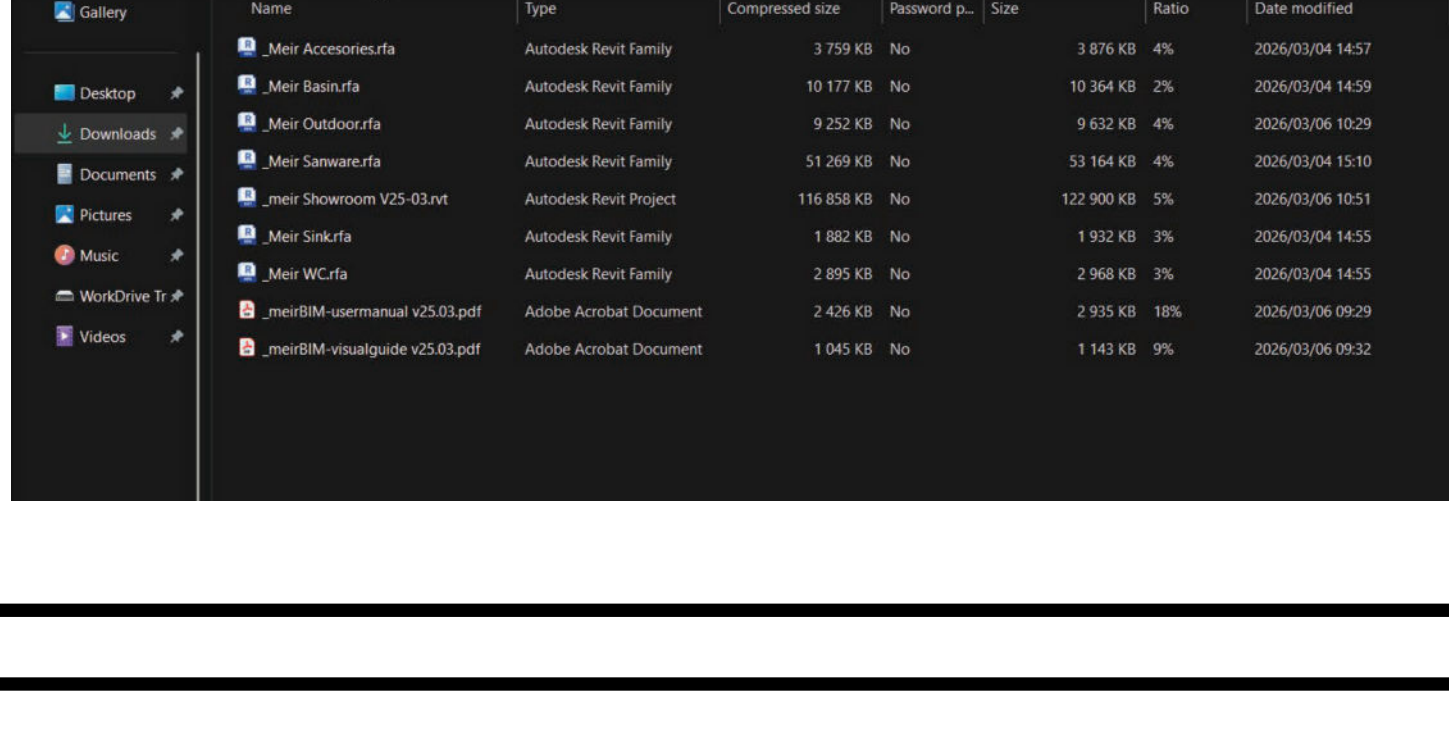 Gallery
Name Type Compressed size Password p... Size Ratio Date modified
_Meir Accesories.rfa Autodesk Revit Family 3 759 KB No 3 876 KB 4% 2026/03/04 14:57
Desktop _Meir Basin.rfa Autodesk Revit Family 10 177 KB No 10 364 KB 2% 2026/03/04 14:59
Downloads _Meir Outdoor.rfa Autodesk Revit Family 9 252 KB No 9 632 KB 4% 2026/03/06 10:29
Documents _Meir Sanware.rfa Autodesk Revit Family 51 269 KB No 53 164 KB 4% 2026/03/04 15:10
Pictures _meir Showroom V25-03.rvt Autodesk Revit Project 116 858 KB No 122 900 KB 5% 2026/03/06 10:51
Music _Meir Sink.rfa Autodesk Revit Family 1 882 KB No 1 932 KB 3% 2026/03/04 14:55
WorkDrive Tr _Meir WC.rfa Autodesk Revit Family 2 895 KB No 2 968 KB 3% 2026/03/04 14:55
_meirBIM-usermanual v25.03.pdf Adobe Acrobat Document 2 426 KB No 2 935 KB 18% 2026/03/06 09:29
Videos _meirBIM-visualguide v25.03.pdf Adobe Acrobat Document 1 045 KB No 1 143 KB 9% 2026/03/06 09:32